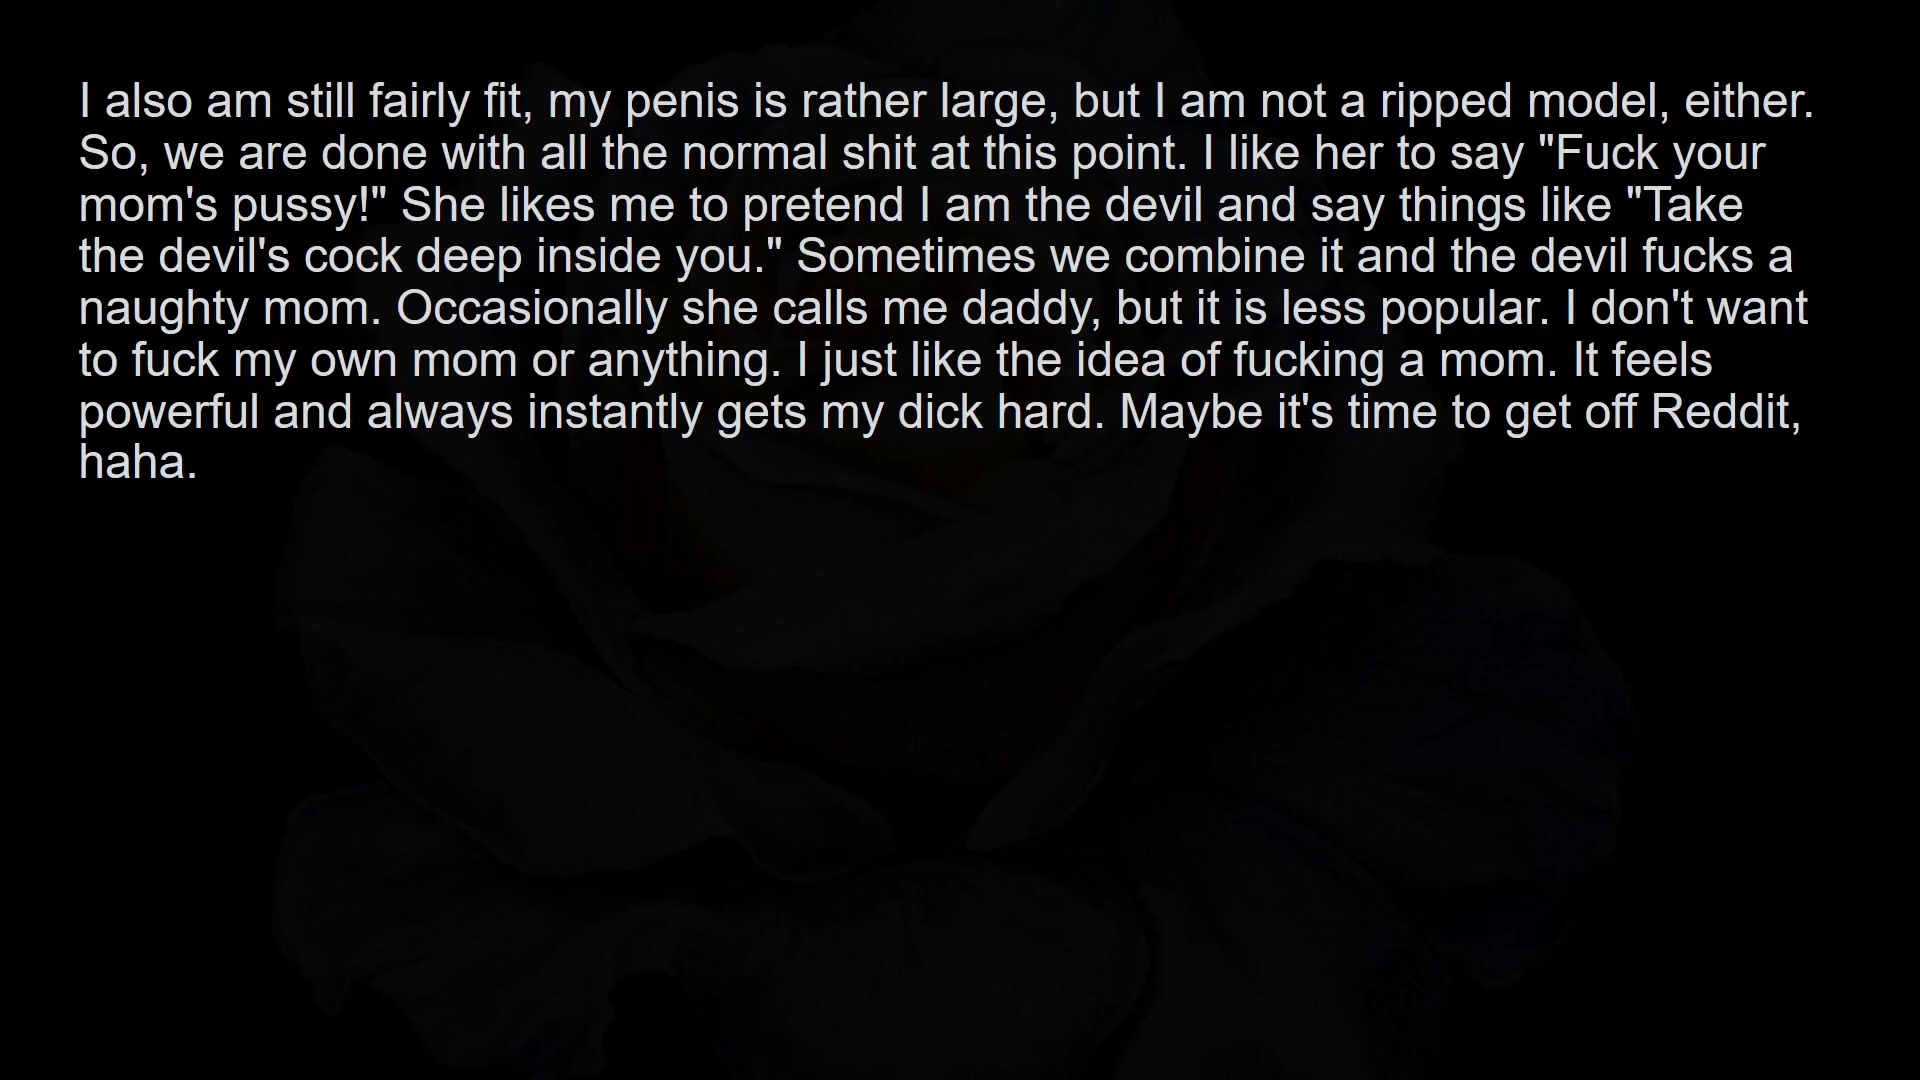 I also am still fairly fit, my penis is rather large, but I am not a ripped model, either.
So, we are done with all the normal shit at this point. I like her to say "Fuck your
mom's pussy!" She likes me to pretend I am the devil and say things like "Take
the devil's cock deep inside you." Sometimes we combine it and the devil fucks a
naughty mom. Occasionally she calls me daddy, but it is less popular. I don't want
to fuck my own mom or anything. I just like the idea of fucking a mom. It feels
powerful and always instantly gets my dick hard. Maybe it's time to get off Reddit,
haha.